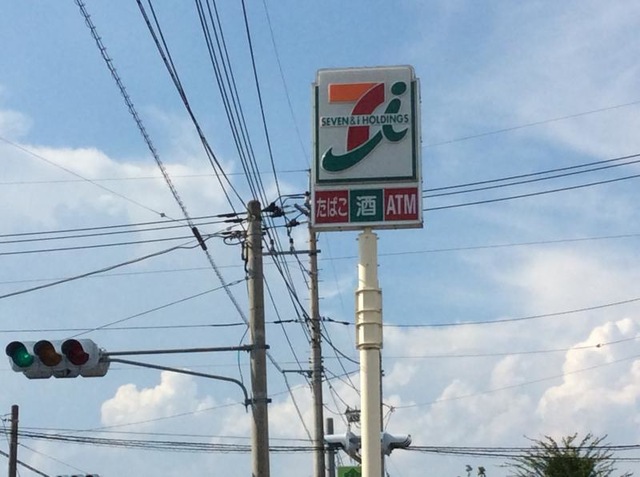 7i
SEVEN & i HOLDINGS
たばこ 酒 ATM